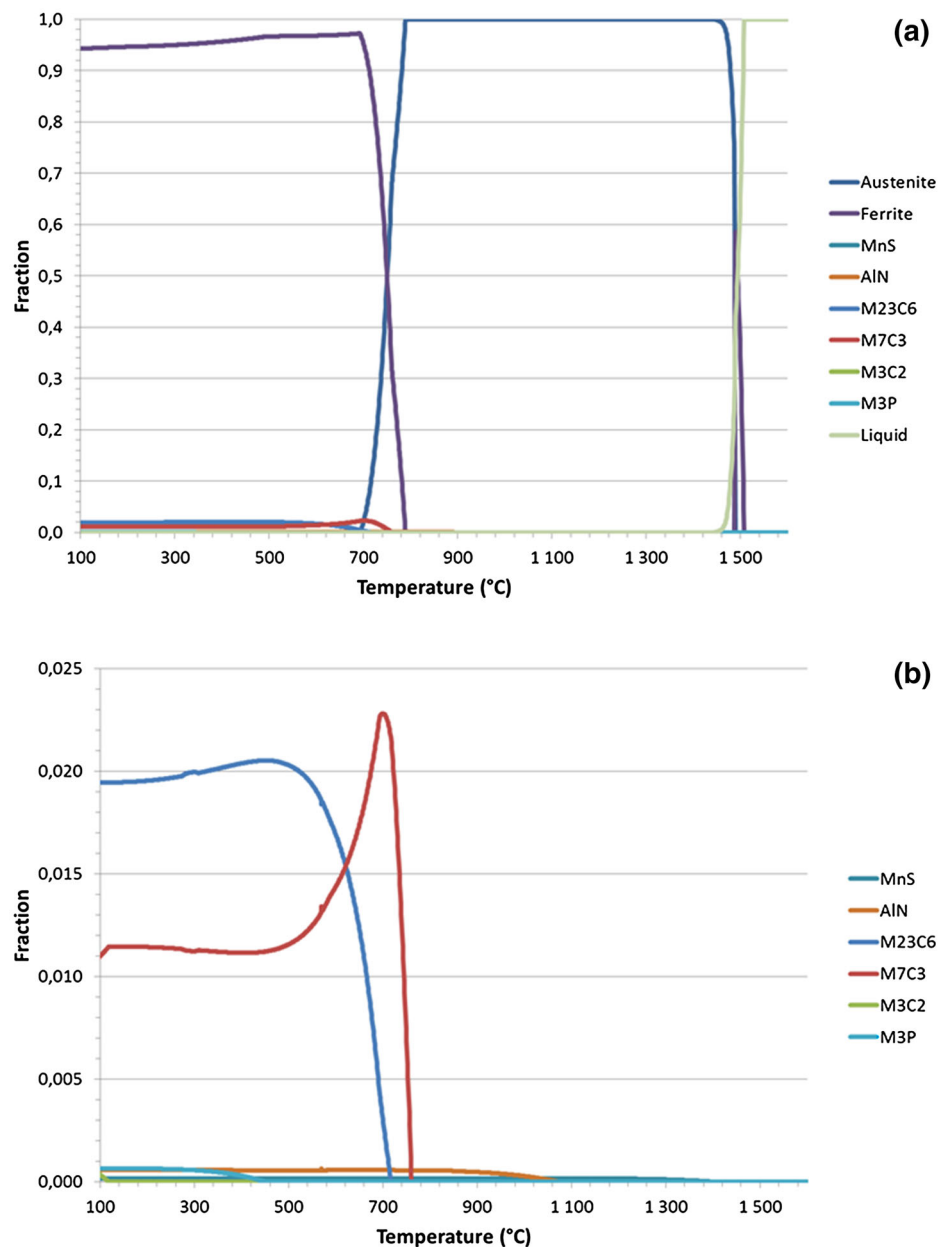 (a)
1,0
0,9
0,8
0,7
0,6
0,5
0,4
0,3
0,2
0,1
0,0
Fraction
100 300 500 700 900 1 100 1 300 1 500
Temperature (°C)
Austenite
Ferrite
MnS
AlN
M23C6
M7C3
M3C2
M3P
Liquid
(b)
0,025
0,020
0,015
0,010
0,005
0,000
Fraction
100 300 500 700 900 1 100 1 300 1 500
Temperature (°C)
MnS
AlN
M23C6
M7C3
M3C2
M3P